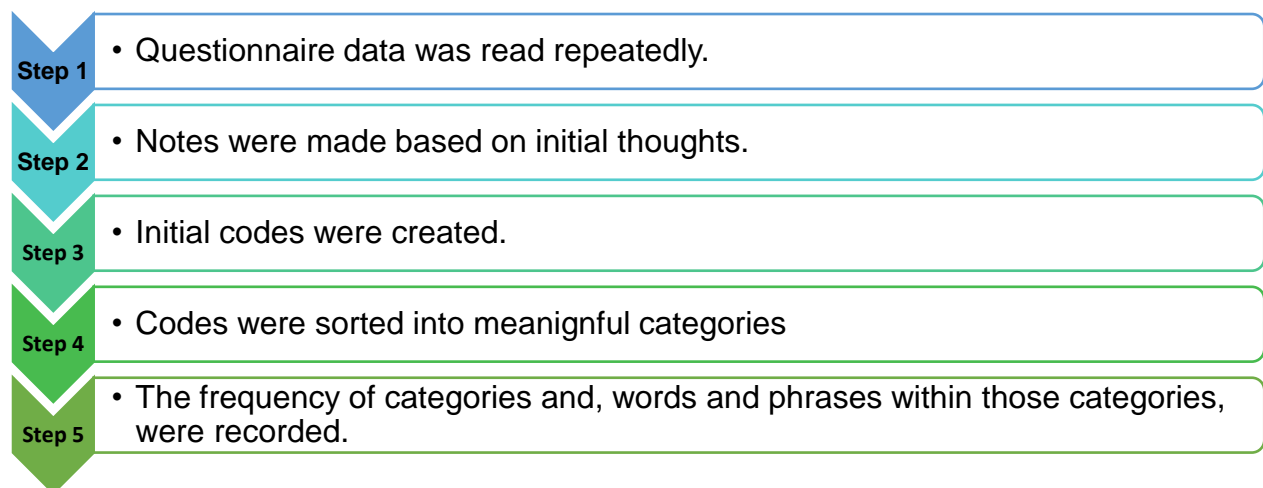 Step 1
• Questionnaire data was read repeatedly.
Step 2
• Notes were made based on initial thoughts.
Step 3
• Initial codes were created.
Step 4
• Codes were sorted into meanignful categories
Step 5
• The frequency of categories and, words and phrases within those categories,
were recorded.